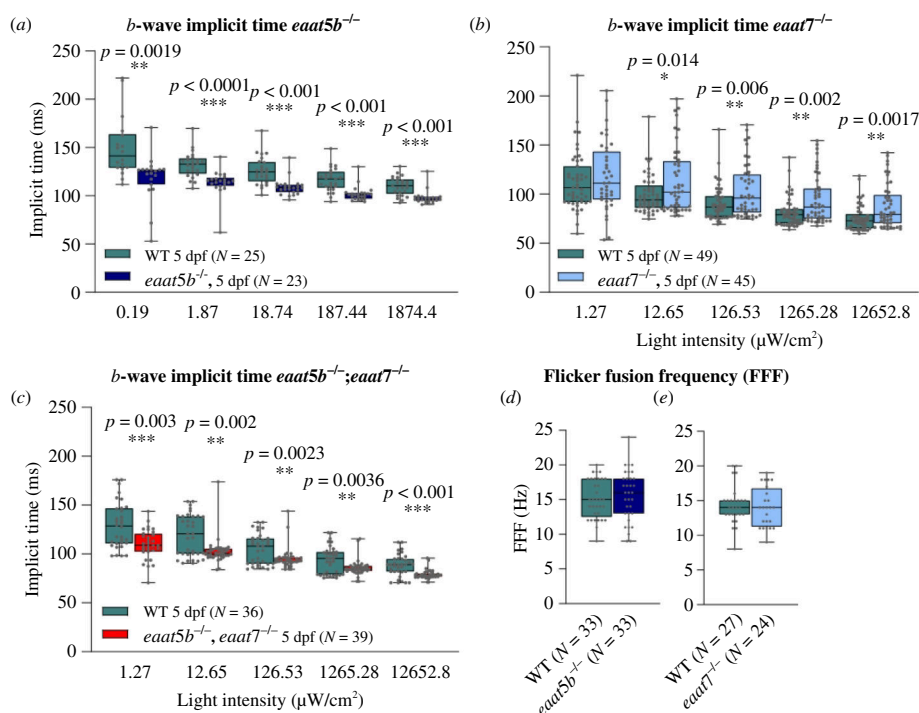 (a) b-wave implicit time eaat5b−/−
250
200
150
100
50
0
Implicit time (ms)
p = 0.0019
**
p < 0.0001
***
p < 0.001
***
p < 0.001
***
p < 0.001
***
WT 5 dpf (N = 25)
eaat5b−/−, 5 dpf (N = 23)
0.19 1.87 18.74 187.44 1874.4
(b) b-wave implicit time eaat7−/−
250
200
150
100
50
0
p = 0.014
*
p = 0.006
**
p = 0.002
**
p = 0.0017
**
WT 5 dpf (N = 49)
eaat7−/−, 5 dpf (N = 45)
1.27 12.65 126.53 1265.28 12652.8
Light intensity (µW/cm2)
(c) b-wave implicit time eaat5b−/−;eaat7−/−
250
200
150
100
50
0
Implicit time (ms)
p = 0.003
***
p = 0.002
**
p = 0.0023
**
p = 0.0036
**
p < 0.001
***
WT 5 dpf (N = 36)
eaat5b−/−, eaat7−/− 5 dpf (N = 39)
1.27 12.65 126.53 1265.28 12652.8
Light intensity (µW/cm2)
Flicker fusion frequency (FFF)
(d)
25
20
15
10
5
0
FFF (Hz)
WT (N = 33)
eaat5b−/− (N = 33)
(e)
25
20
15
10
5
0
WT (N = 27)
eaat7−/− (N = 24)